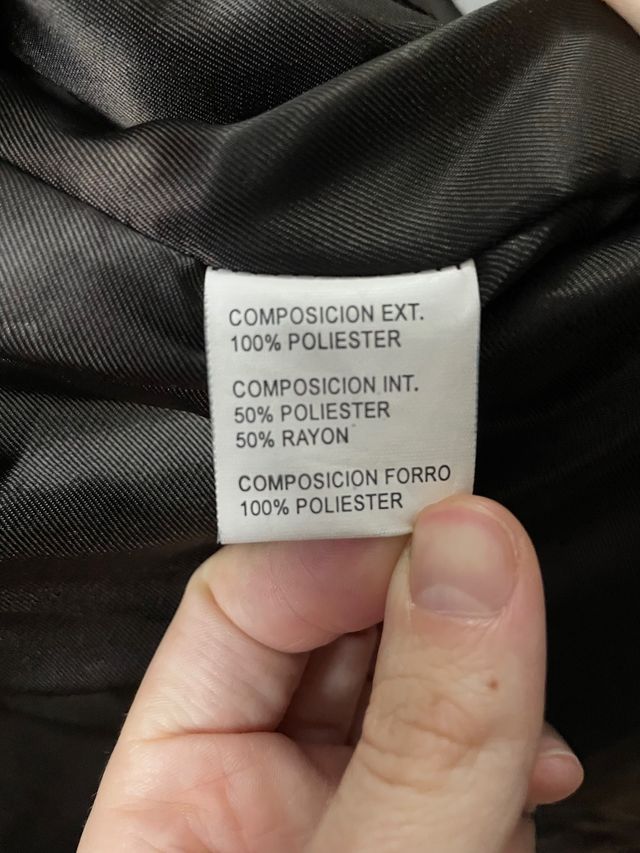 COMPOSICION EXT.
100% POLIESTER
COMPOSICION INT.
50% POLIESTER
50% RAYON
COMPOSICION FORRO
100% POLIESTER